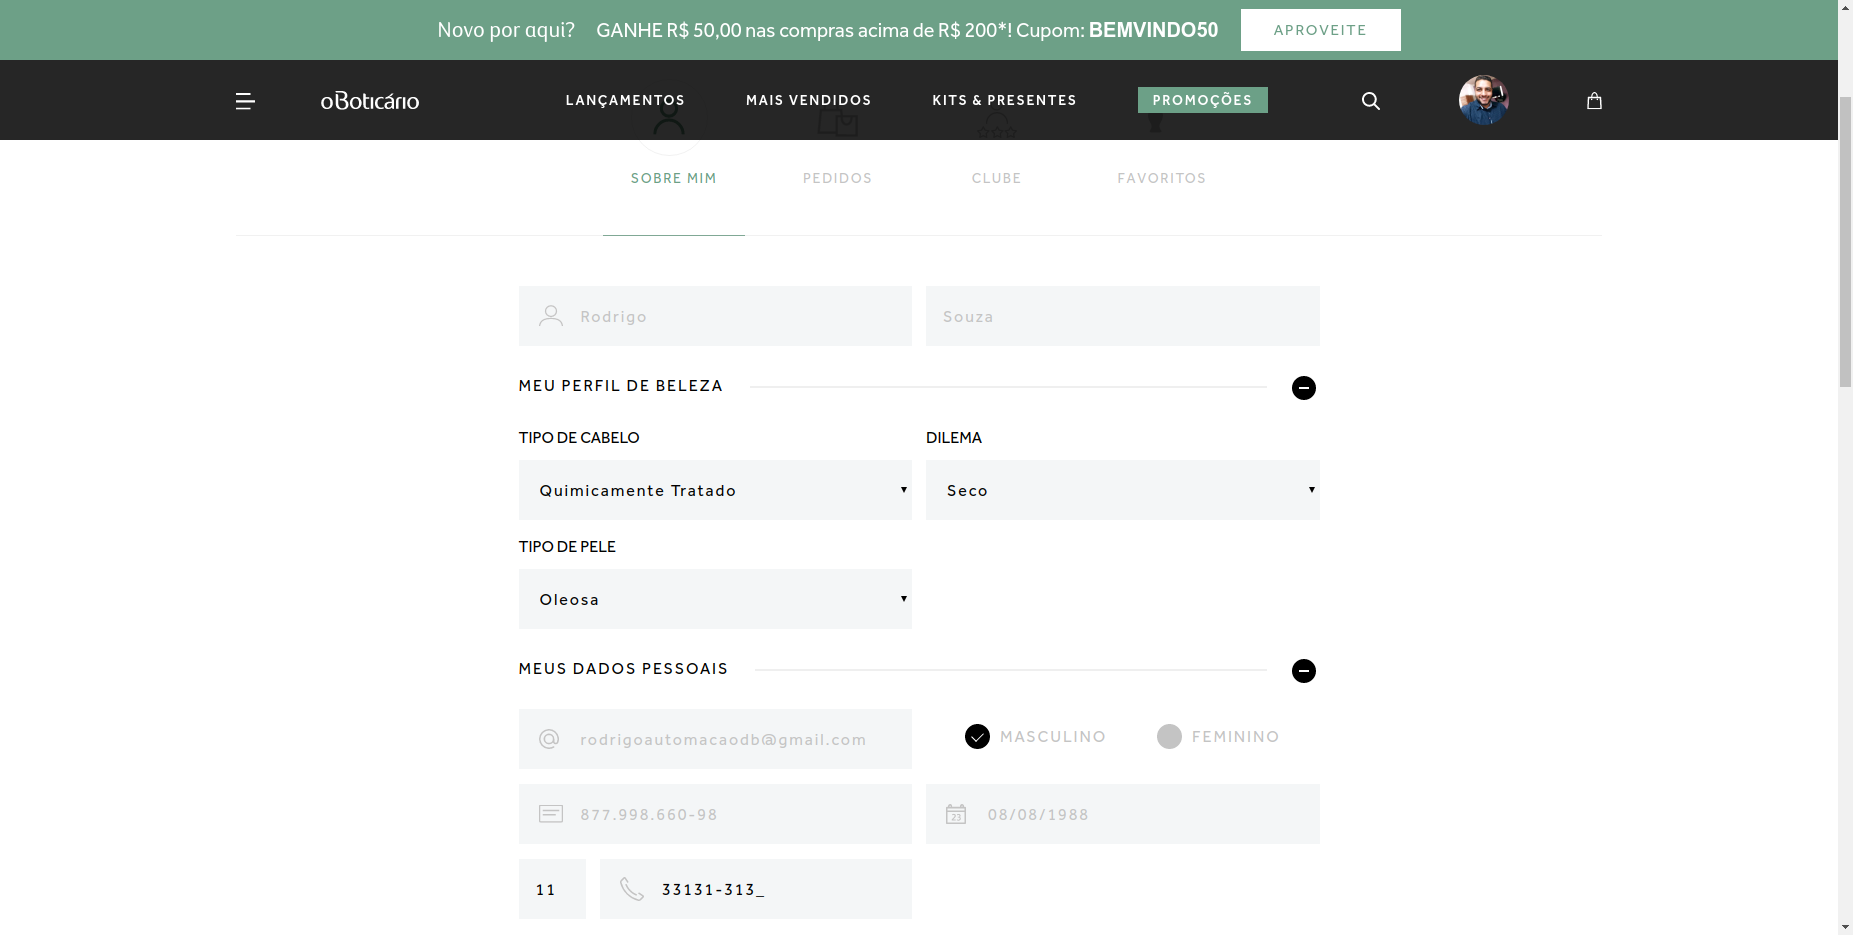 Novo por aqui? GANHE R$ 50,00 nas compras acima de R$ 200*! Cupom: BEMVINDO50 APROVEITE
oBoticário LANÇAMENTOS MAIS VENDIDOS KITS & PRESENTES PROMOÇÕES
SOBRE MIM PEDIDOS CLUBE FAVORITOS
Rodrigo Souza
MEU PERFIL DE BELEZA
TIPO DE CABELO DILEMA
Quimicamente Tratado Seco
TIPO DE PELE
Oleosa
MEUS DADOS PESSOAIS
rodrigoautomacaodb@gmail.com MASCULINO FEMININO
877.998.660-98 23 08/08/1988
11 33131-313_